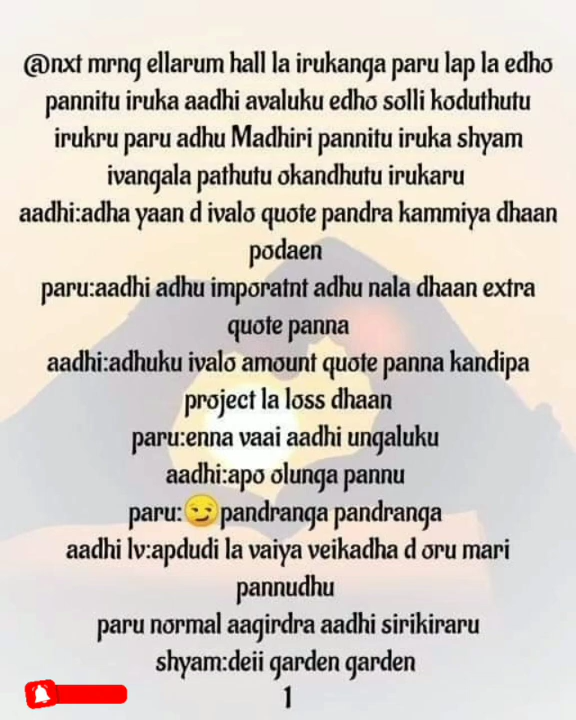 @nxt mrng ellarum hall la irukanga paru lap la edho
pannitu iruka aadhi avaluku edho solli koduthutu
irukru paru adhu Madhiri pannitu iruka shyam
ivangala pathutu okandhutu irukaru
aadhi:adha yaan d ivalo quote pandra kammiya dhaan
podaen
paru:aadhi adhu imporatnt adhu nala dhaan extra
quote panna
aadhi:adhuku ivalo amount quote panna kandipa
project la loss dhaan
paru:enna vaai aadhi ungaluku
aadhi:apo olunga pannu
paru:😏pandranga pandranga
aadhi lv:apdudi la vaiya veikadha d oru mari
pannudhu
paru normal aagirdra aadhi sirikiraru
shyam:deii garden garden
1